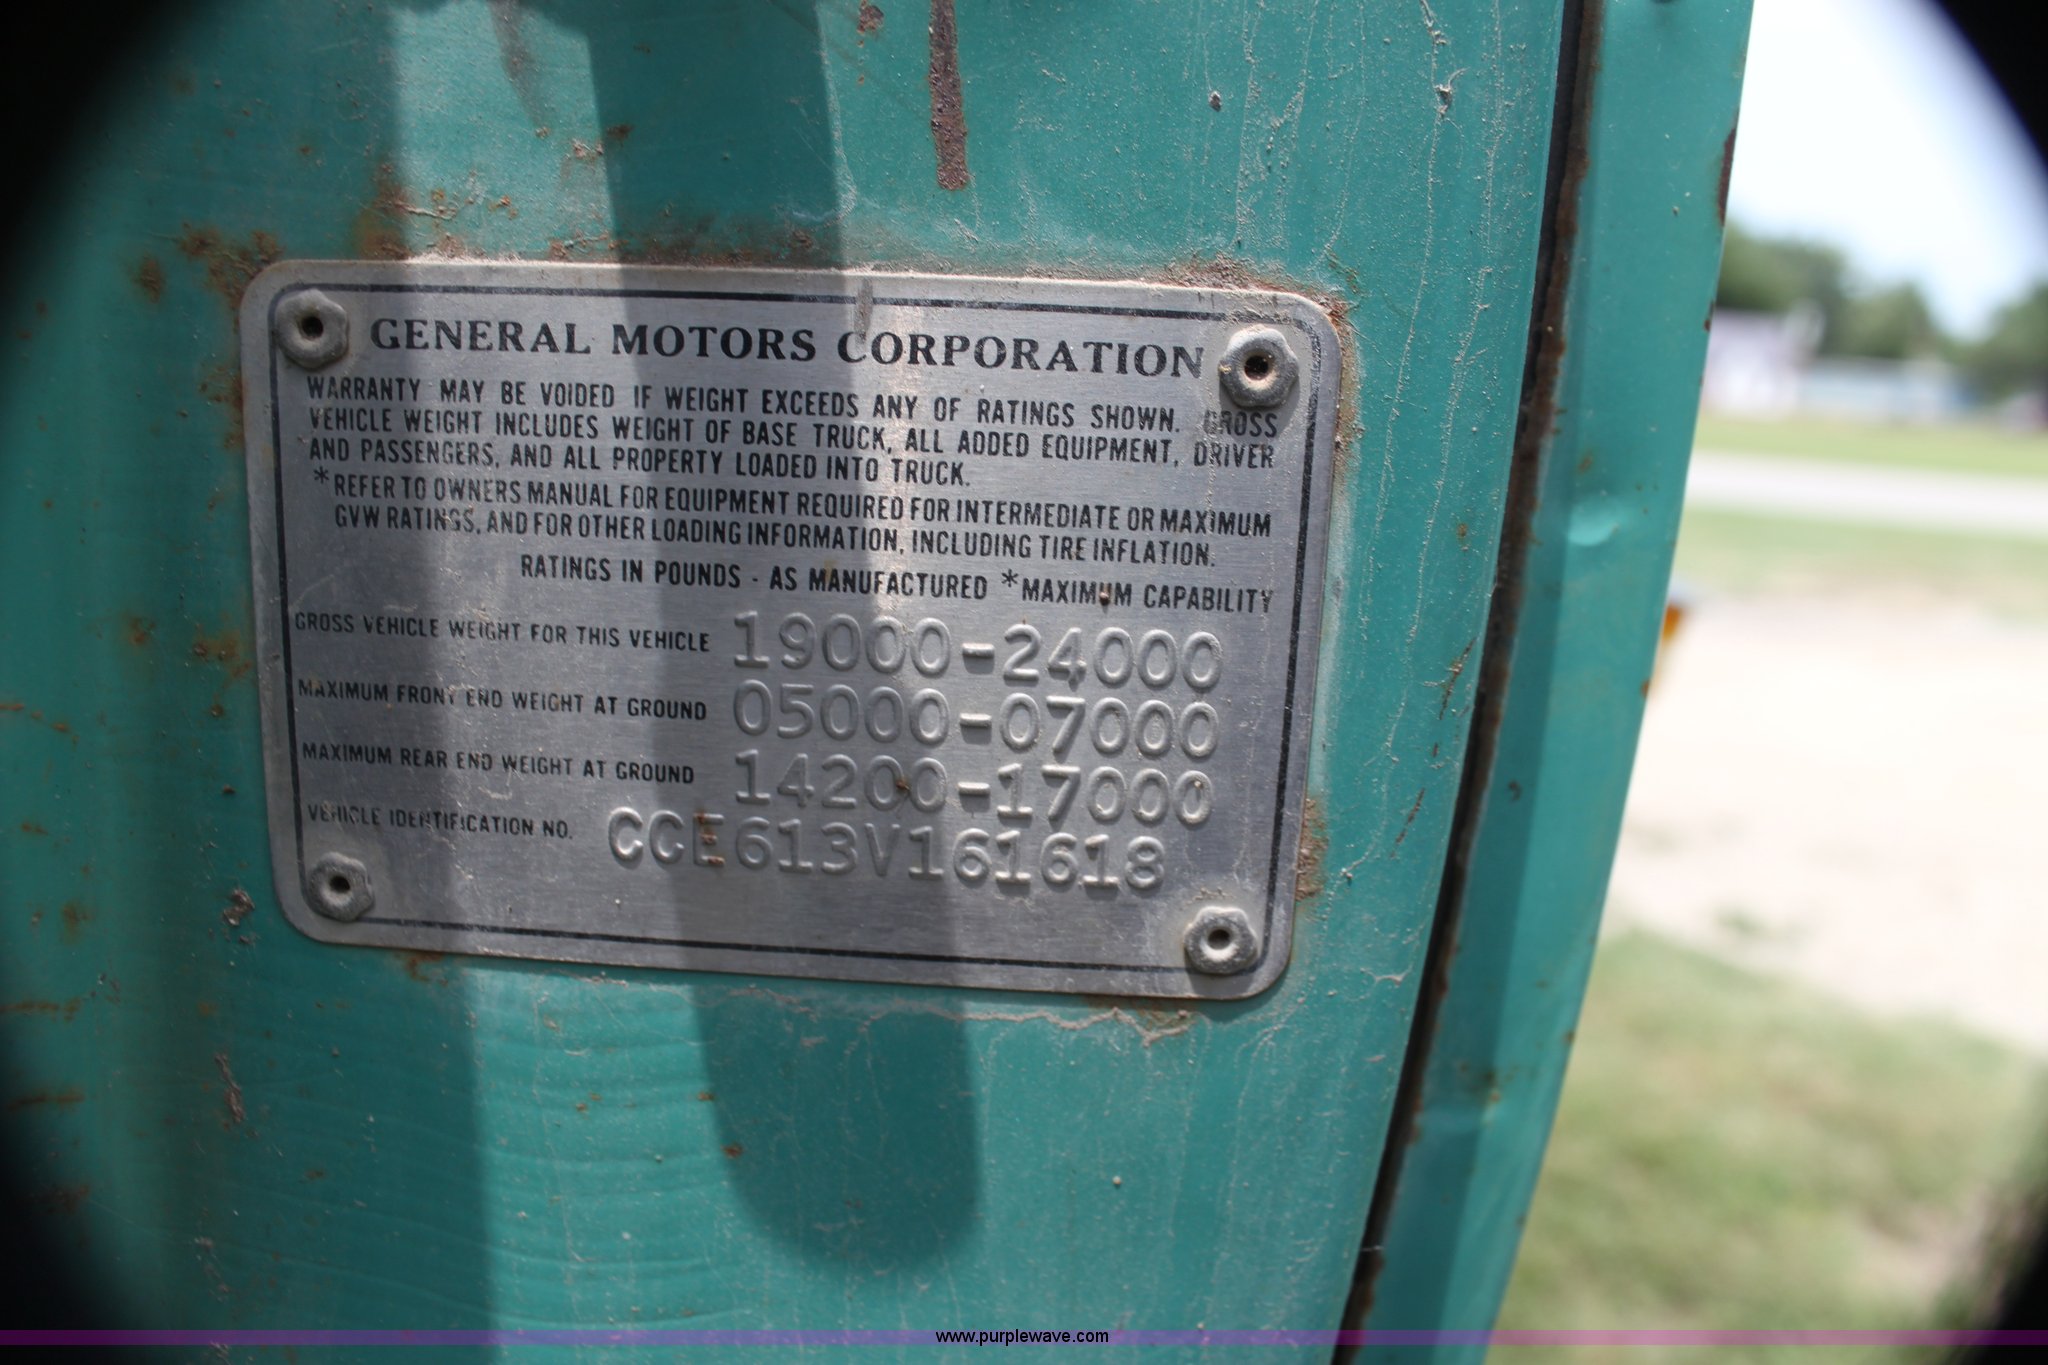 GENERAL MOTORS CORPORATION
WARRANTY MAY BE VOIDED IF WEIGHT EXCEEDS ANY OF RATINGS SHOWN. GROSS
VEHICLE WEIGHT INCLUDES WEIGHT OF BASE TRUCK, ALL ADDED EQUIPMENT, DRIVER
AND PASSENGERS, AND ALL PROPERTY LOADED INTO TRUCK.
*REFER TO OWNERS MANUAL FOR EQUIPMENT REQUIRED FOR INTERMEDIATE OR MAXIMUM
GVW RATINGS, AND FOR OTHER LOADING INFORMATION, INCLUDING TIRE INFLATION.
RATINGS IN POUNDS - AS MANUFACTURED *MAXIMUM CAPABILITY
GROSS VEHICLE WEIGHT FOR THIS VEHICLE 19000-24000
MAXIMUM FRONT END WEIGHT AT GROUND 05000-07000
MAXIMUM REAR END WEIGHT AT GROUND 14200-17000
VEHICLE IDENTIFICATION NO. CCE613V161618
www.purplewave.com